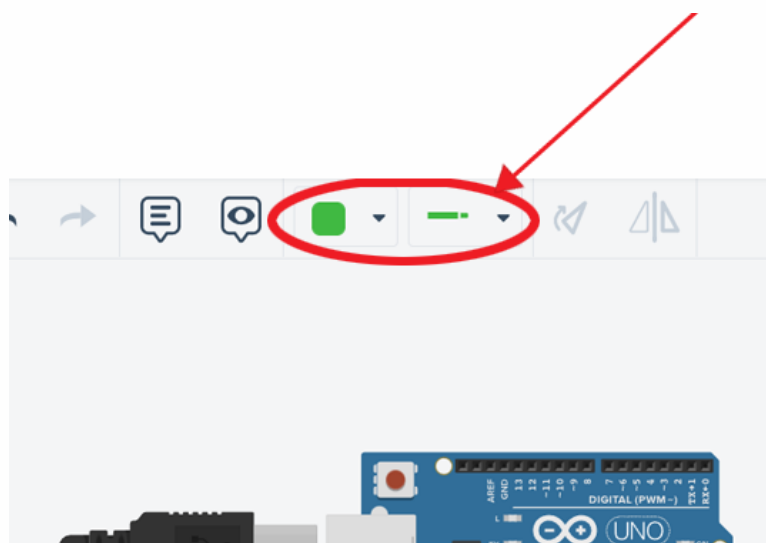 AREF
GND
13
12
~11
~10
~9
8
7
~6
~5
4
~3
2
TX→1
RX←0
DIGITAL (PWM~)
L
UNO